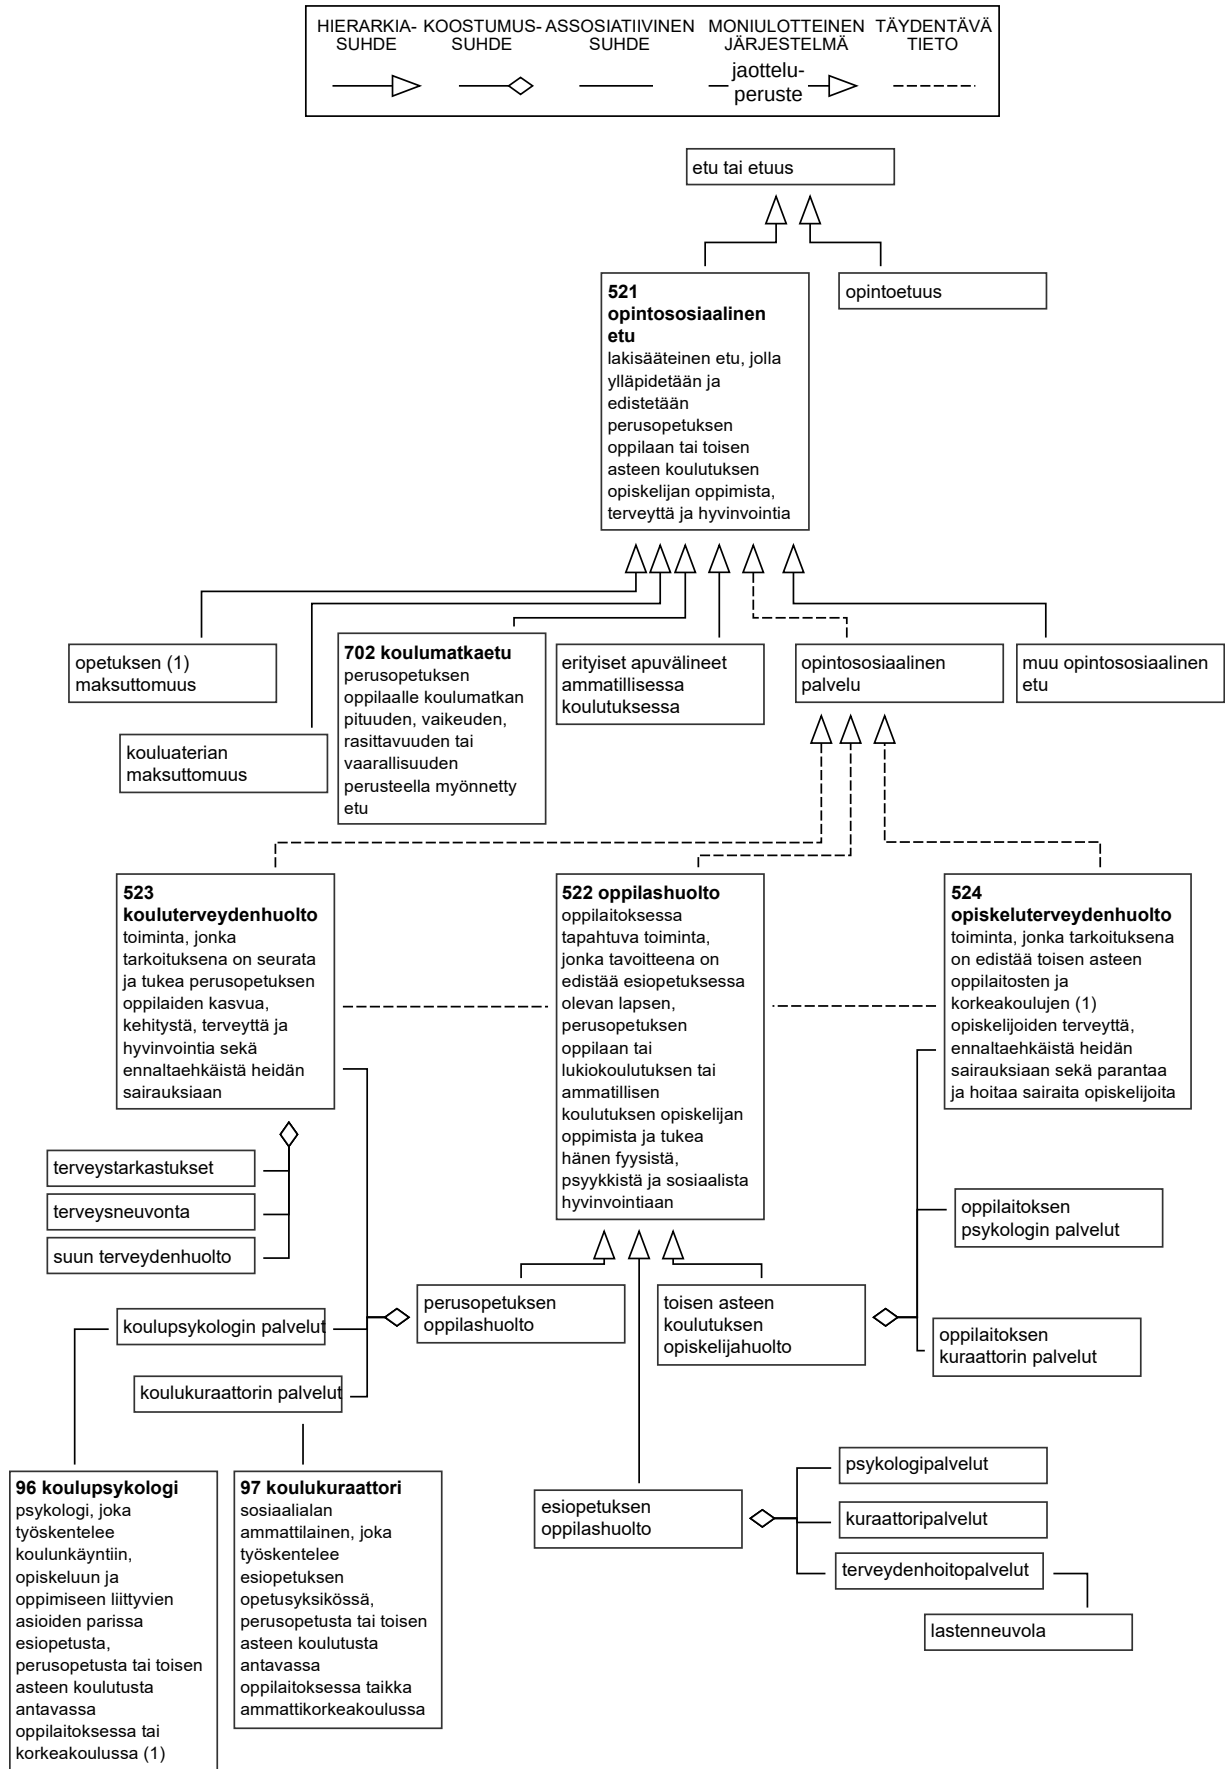 HIERARKIA-
SUHDE
KOOSTUMUS-
SUHDE
ASSOSIATIIVINEN
SUHDE
MONIULOTTEINEN
JÄRJESTELMÄ
jaottelu-
peruste
TÄYDENTÄVÄ
TIETO
etu tai etuus
521
opintososiaalinen
etu
lakisääteinen etu, jolla
ylläpidetään ja
edistetään
perusopetuksen
oppilaan tai toisen
asteen koulutuksen
opiskelijan oppimista,
terveyttä ja hyvinvointia
opintoetuus
opetuksen (1)
maksuttomuus
kouluaterian
maksuttomuus
702 koulumatkaetu
perusopetuksen
oppilaalle koulumatkan
pituuden, vaikeuden,
rasittavuuden tai
vaarallisuuden
perusteella myönnetty
etu
erityiset apuvälineet
ammatillisessa
koulutuksessa
opintososiaalinen
palvelu
muu opintososiaalinen
etu
523
kouluterveydenhuolto
toiminta, jonka
tarkoituksena on seurata
ja tukea perusopetuksen
oppilaiden kasvua,
kehitystä, terveyttä ja
hyvinvointia sekä
ennaltaehkäistä heidän
sairauksiaan
522 oppilashuolto
oppilaitoksessa
tapahtuva toiminta,
jonka tavoitteena on
edistää esiopetuksessa
olevan lapsen,
perusopetuksen
oppilaan tai
lukiokoulutuksen tai
ammatillisen
koulutuksen opiskelijan
oppimista ja tukea
hänen fyysistä,
psyykkistä ja sosiaalista
hyvinvointiaan
524
opiskeluterveydenhuolto
toiminta, jonka tarkoituksena
on edistää toisen asteen
oppilaitosten ja
korkeakoulujen (1)
opiskelijoiden terveyttä,
ennaltaehkäistä heidän
sairauksiaan sekä parantaa
ja hoitaa sairaita opiskelijoita
terveystarkastukset
terveysneuvonta
suun terveydenhuolto
oppilaitoksen
psykologin palvelut
perusopetuksen
oppilashuolto
toisen asteen
koulutuksen
opiskelijahuolto
koulupsykologin palvelut
oppilaitoksen
kuraattorin palvelut
koulukuraattorin palvelut
96 koulupsykologi
psykologi, joka
työskentelee
koulunkäyntiin,
opiskeluun ja
oppimiseen liittyvien
asioiden parissa
esiopetusta,
perusopetusta tai toisen
asteen koulutusta
antavassa
oppilaitoksessa tai
korkeakoulussa (1)
97 koulukuraattori
sosiaalialan
ammattilainen, joka
työskentelee
esiopetuksen
opetusyksikössä,
perusopetusta tai toisen
asteen koulutusta
antavassa
oppilaitoksessa taikka
ammattikorkeakoulussa
esiopetuksen
oppilashuolto
psykologipalvelut
kuraattoripalvelut
terveydenhoitopalvelut
lastenneuvola